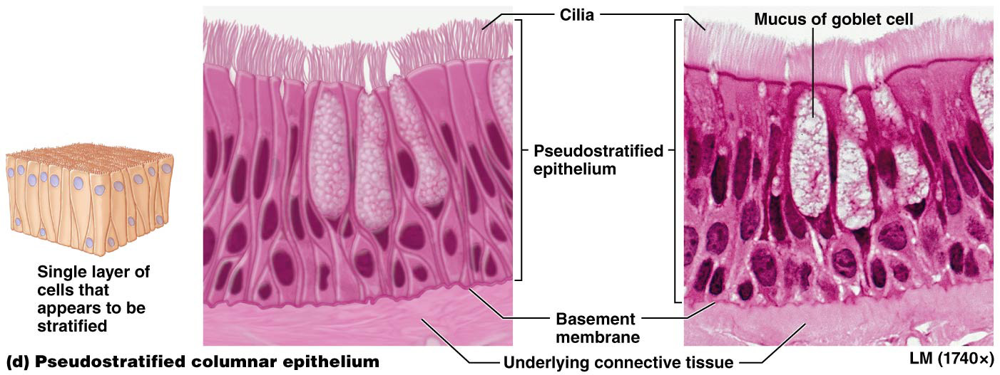 Cilia
Mucus of goblet cell
Pseudostratified
epithelium
Single layer of
cells that
appears to be
stratified
Basement
membrane
Underlying connective tissue
(d) Pseudostratified columnar epithelium
LM (1740×)